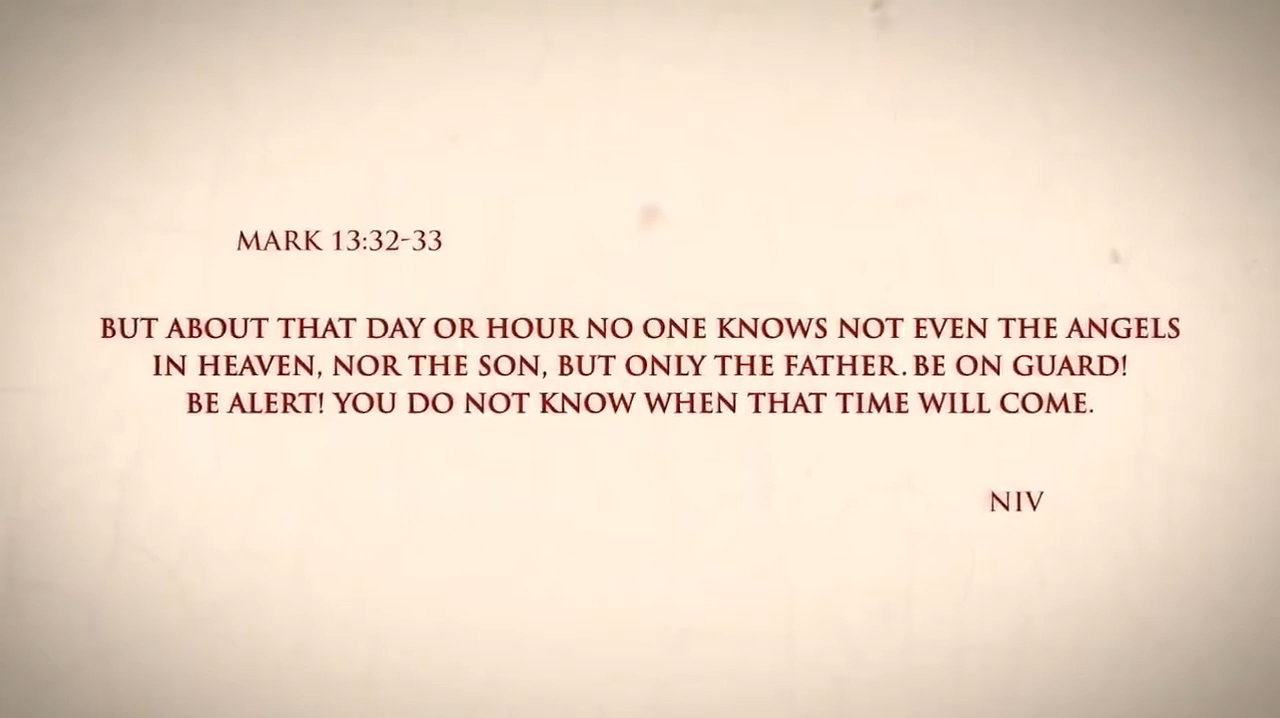 MARK 13:32-33
BUT ABOUT THAT DAY OR HOUR NO ONE KNOWS NOT EVEN THE ANGELS
IN HEAVEN, NOR THE SON, BUT ONLY THE FATHER. BE ON GUARD!
BE ALERT! YOU DO NOT KNOW WHEN THAT TIME WILL COME.
NIV